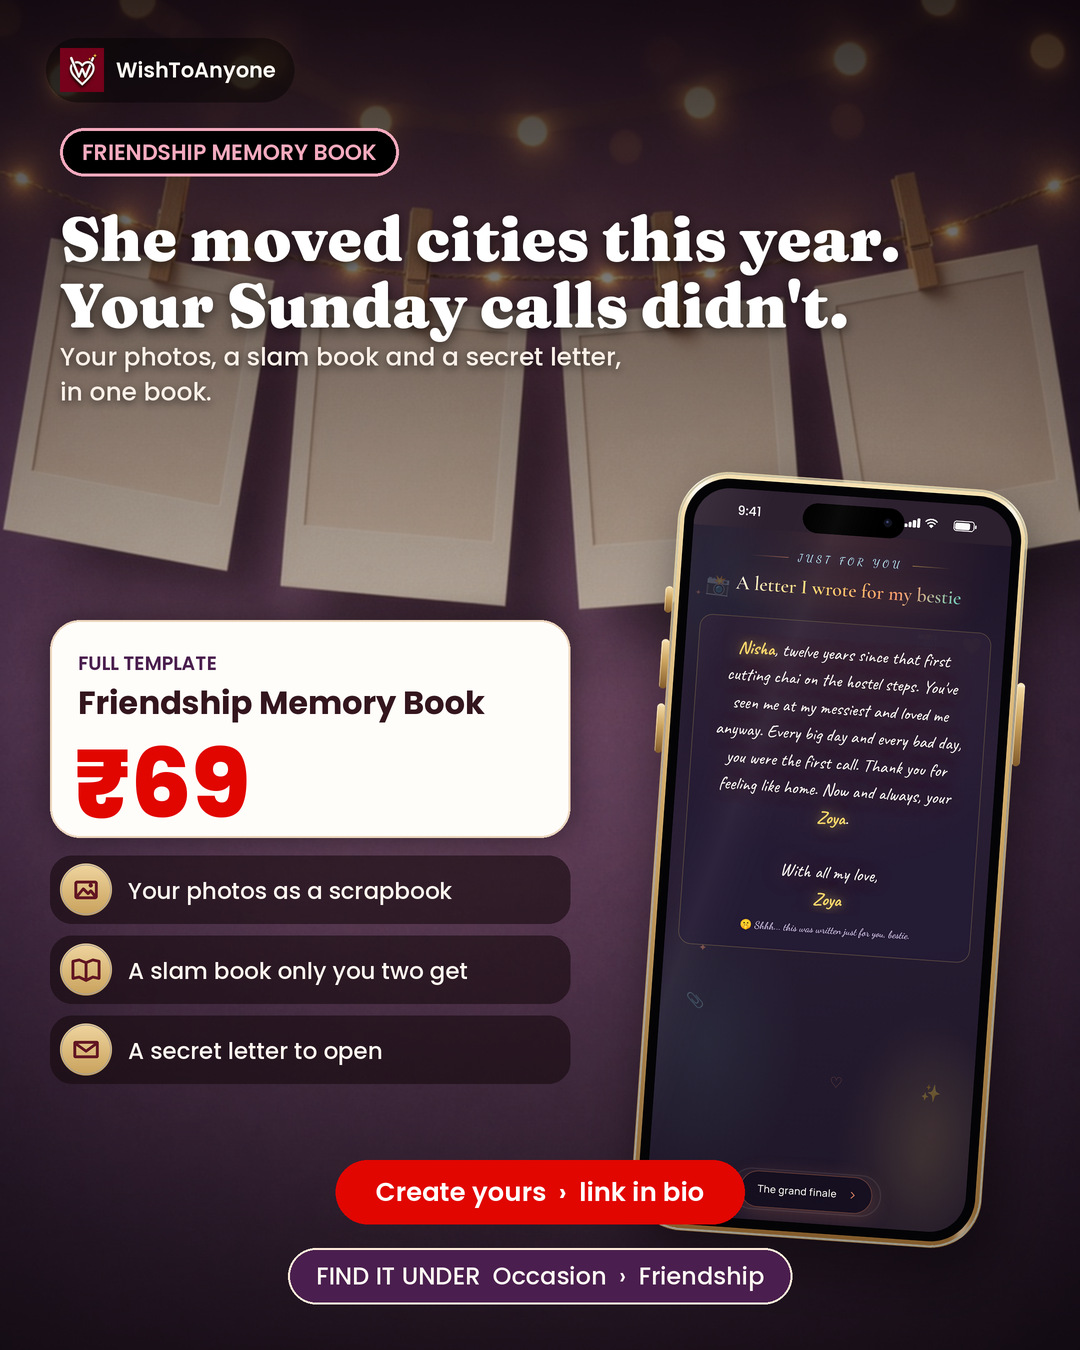 WishToAnyone
FRIENDSHIP MEMORY BOOK
She moved cities this year.
Your Sunday calls didn't.
Your photos, a slam book and a secret letter,
in one book.
FULL TEMPLATE
Friendship Memory Book
₹69
Your photos as a scrapbook
A slam book only you two get
A secret letter to open
9:41
JUST FOR YOU
A letter I wrote for my bestie
Nisha, twelve years since that first
cutting chai on the hostel steps. You've
seen me at my messiest and loved me
anyway. Every big day and every bad day,
you were the first call. Thank you for
feeling like home. Now and always, your
Zoya.
With all my love,
Zoya
Shhh... this was written just for you, bestie.
The grand finale ›
Create yours › link in bio
FIND IT UNDER Occasion › Friendship